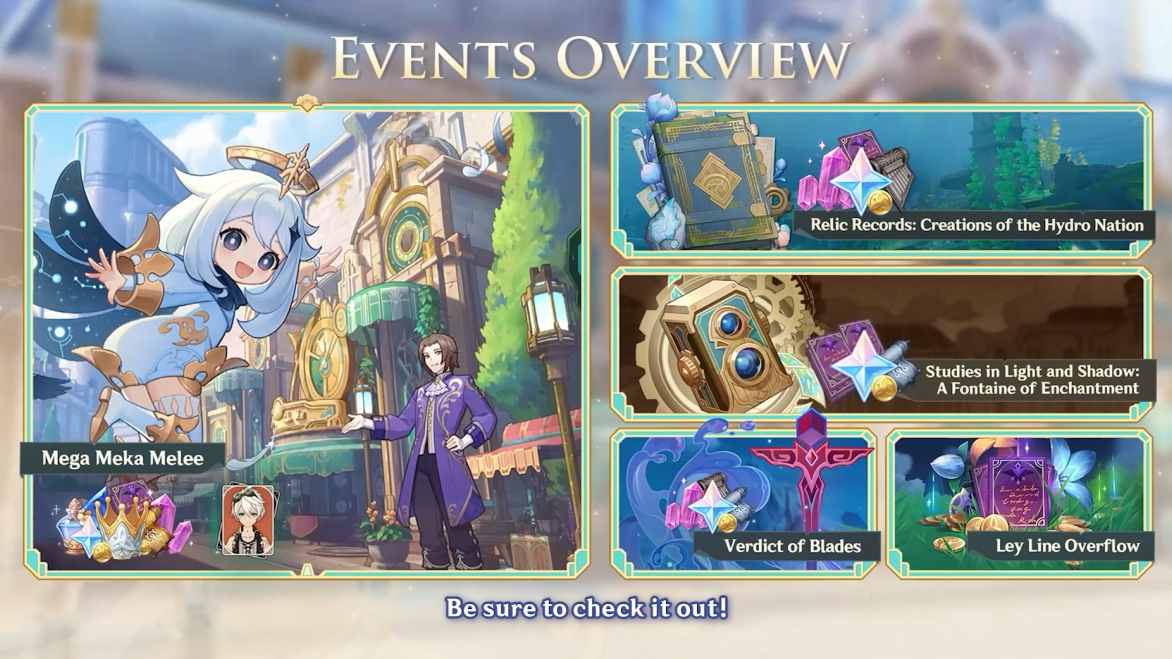 EVENTS OVERVIEW
Mega Meka Melee
Relic Records: Creations of the Hydro Nation
Studies in Light and Shadow:
A Fontaine of Enchantment
Verdict of Blades
Ley Line Overflow
Be sure to check it out!